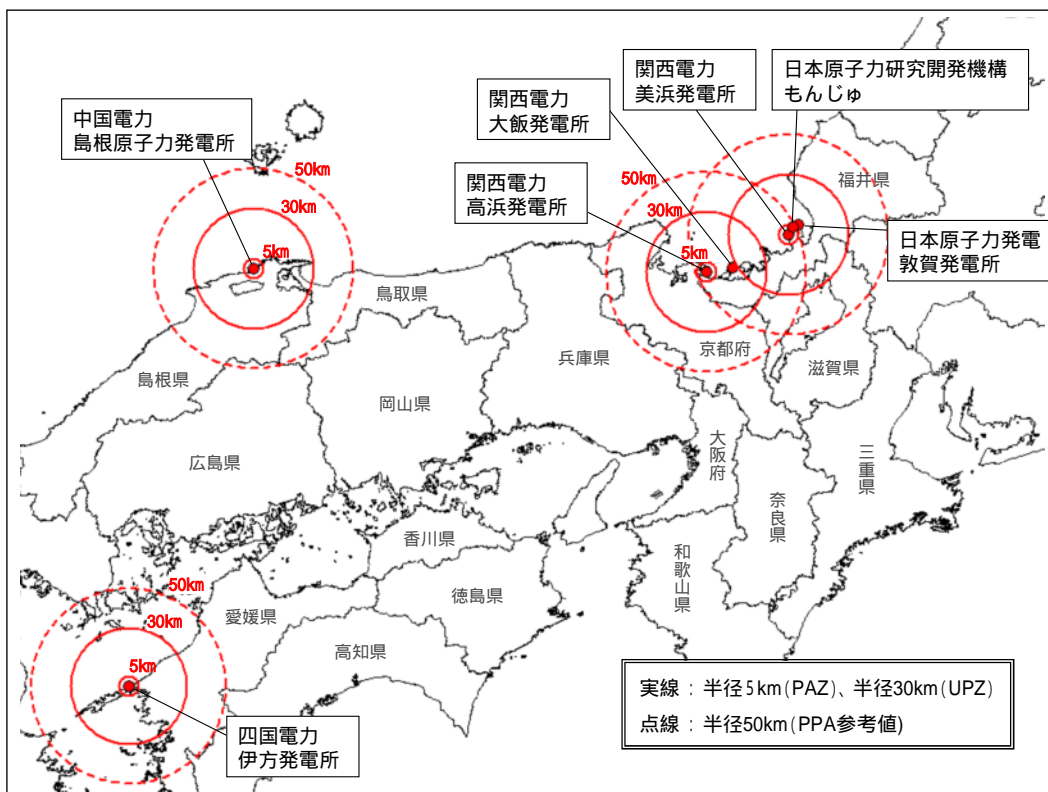 中国電力
島根原子力発電所
関西電力
大飯発電所
関西電力
美浜発電所
日本原子力研究開発機構
もんじゅ
関西電力
高浜発電所
日本原子力発電
敦賀発電所
50km
30km
5km
50km
30km
5km
福井県
鳥取県
島根県
岡山県
兵庫県
京都府
滋賀県
広島県
大阪府
三重県
奈良県
和歌山県
香川県
徳島県
愛媛県
高知県
50km
30km
5km
四国電力
伊方発電所
実線：半径5km(PAZ)、半径30km(UPZ)
点線：半径50km(PPA参考値)